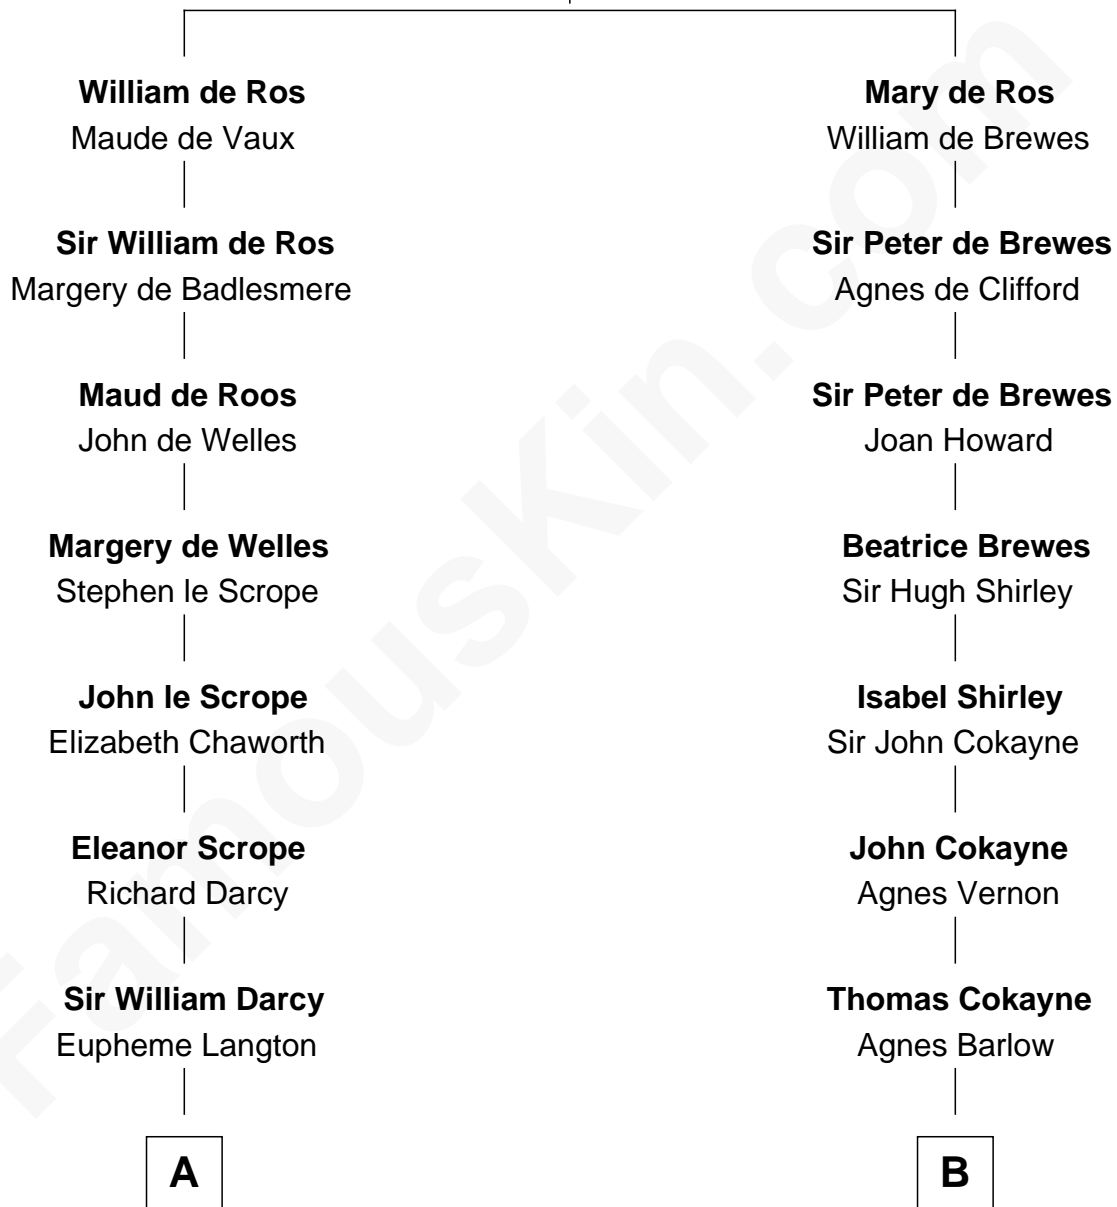 William de Ros
Maude de Vaux
Mary de Ros
William de Brewes
Sir William de Ros
Margery de Badlesmere
Sir Peter de Brewes
Agnes de Clifford
Maud de Roos
John de Welles
Sir Peter de Brewes
Joan Howard
Margery de Welles
Stephen le Scrope
Beatrice Brewes
Sir Hugh Shirley
John le Scrope
Elizabeth Chaworth
Isabel Shirley
Sir John Cokayne
Eleanor Scrope
Richard Darcy
John Cokayne
Agnes Vernon
Sir William Darcy
Eupheme Langton
Thomas Cokayne
Agnes Barlow
A
B
FamousKin.com